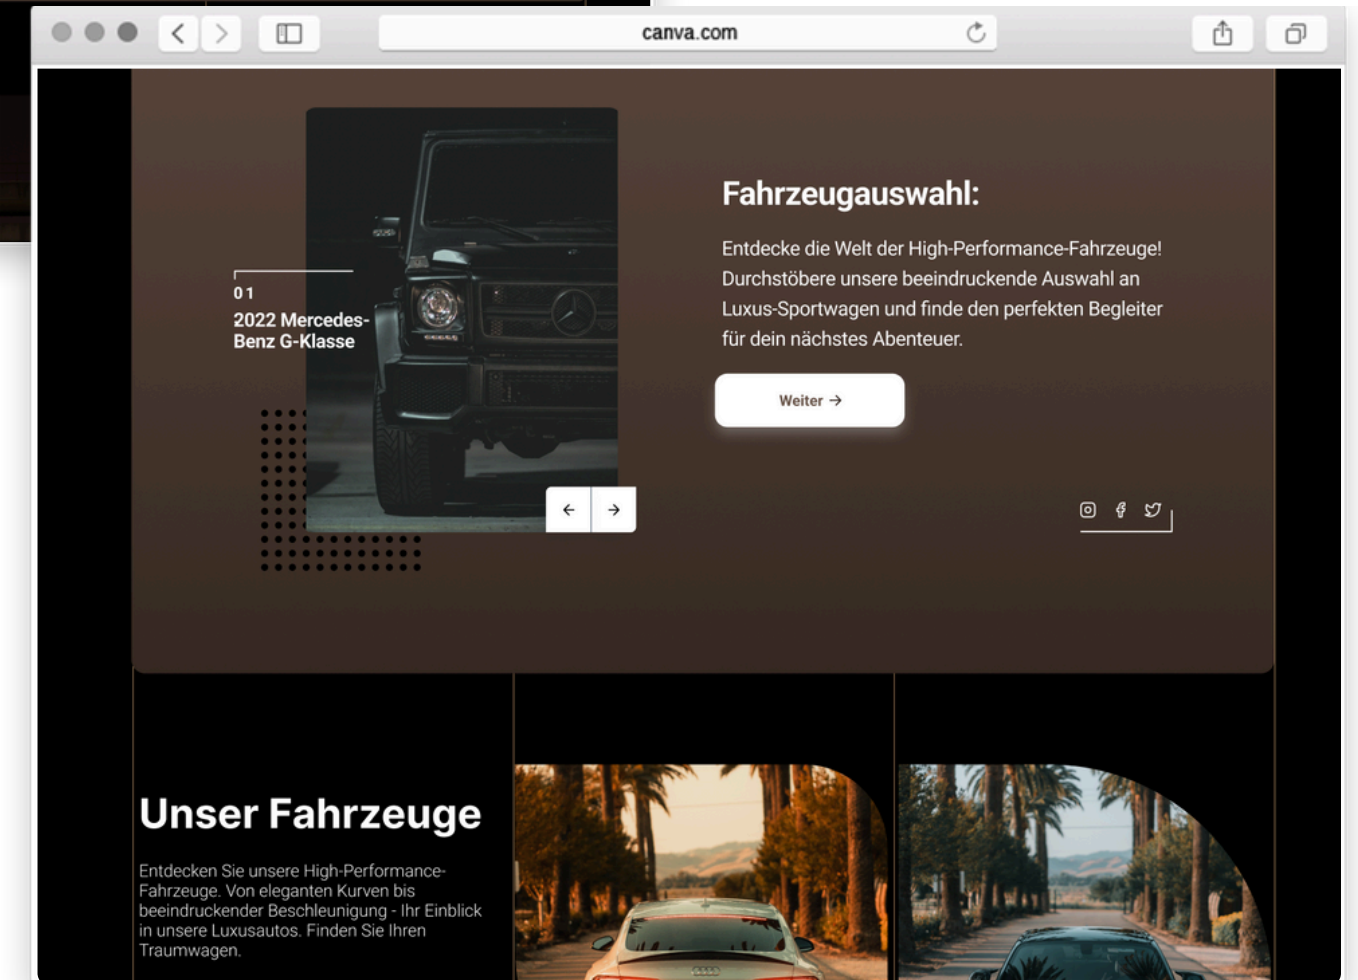 canva.com
01
2022 Mercedes-
Benz G-Klasse
Fahrzeugauswahl:
Entdecke die Welt der High-Performance-Fahrzeuge!
Durchstöbere unsere beeindruckende Auswahl an
Luxus-Sportwagen und finde den perfekten Begleiter
für dein nächstes Abenteuer.
Weiter →
Unser Fahrzeuge
Entdecken Sie unsere High-Performance-
Fahrzeuge. Von eleganten Kurven bis
beeindruckender Beschleunigung - Ihr Einblick
in unsere Luxusautos. Finden Sie Ihren
Traumwagen.